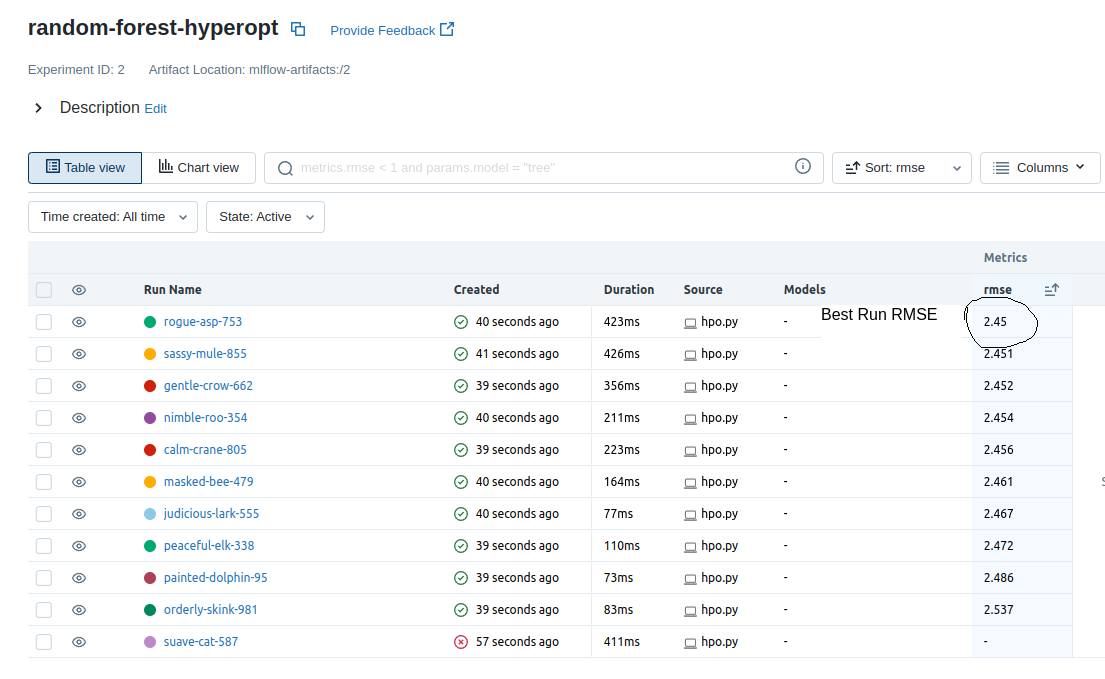 random-forest-hyperopt Provide Feedback
Experiment ID: 2 Artifact Location: mlflow-artifacts:/2
Description Edit
Table view Chart view metrics.rmse < 1 and params.model = "tree" Sort: rmse Columns
Time created: All time State: Active
Metrics
Run Name Created Duration Source Models rmse
Best Run RMSE
rogue-asp-753 40 seconds ago 423ms hpo.py - 2.45
sassy-mule-855 41 seconds ago 426ms hpo.py - 2.451
gentle-crow-662 39 seconds ago 356ms hpo.py - 2.452
nimble-roo-354 40 seconds ago 211ms hpo.py - 2.454
calm-crane-805 39 seconds ago 223ms hpo.py - 2.456
masked-bee-479 40 seconds ago 164ms hpo.py - 2.461
judicious-lark-555 40 seconds ago 77ms hpo.py - 2.467
peaceful-elk-338 39 seconds ago 110ms hpo.py - 2.472
painted-dolphin-95 39 seconds ago 73ms hpo.py - 2.486
orderly-skink-981 39 seconds ago 83ms hpo.py - 2.537
suave-cat-587 57 seconds ago 411ms hpo.py - -